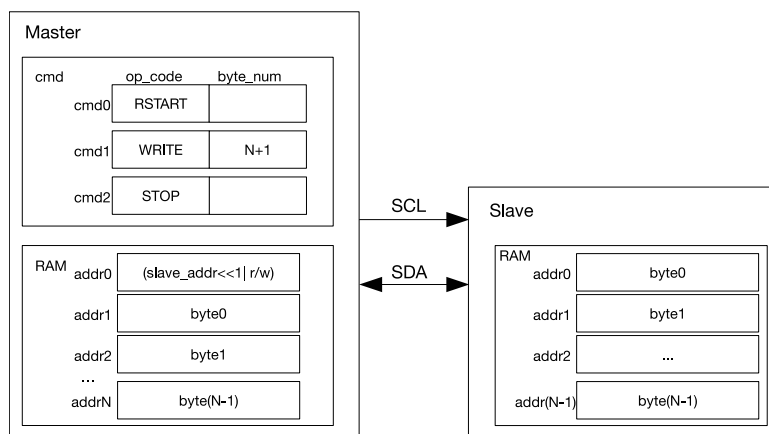 Master
cmd op_code byte_num
cmd0 RSTART
cmd1 WRITE N+1
cmd2 STOP
RAM
addr0 (slave_addr<<1| r/w)
addr1 byte0
addr2 byte1
...
addrN byte(N-1)
SCL
SDA
Slave
RAM
addr0 byte0
addr1 byte1
addr2 ...
addr(N-1) byte(N-1)